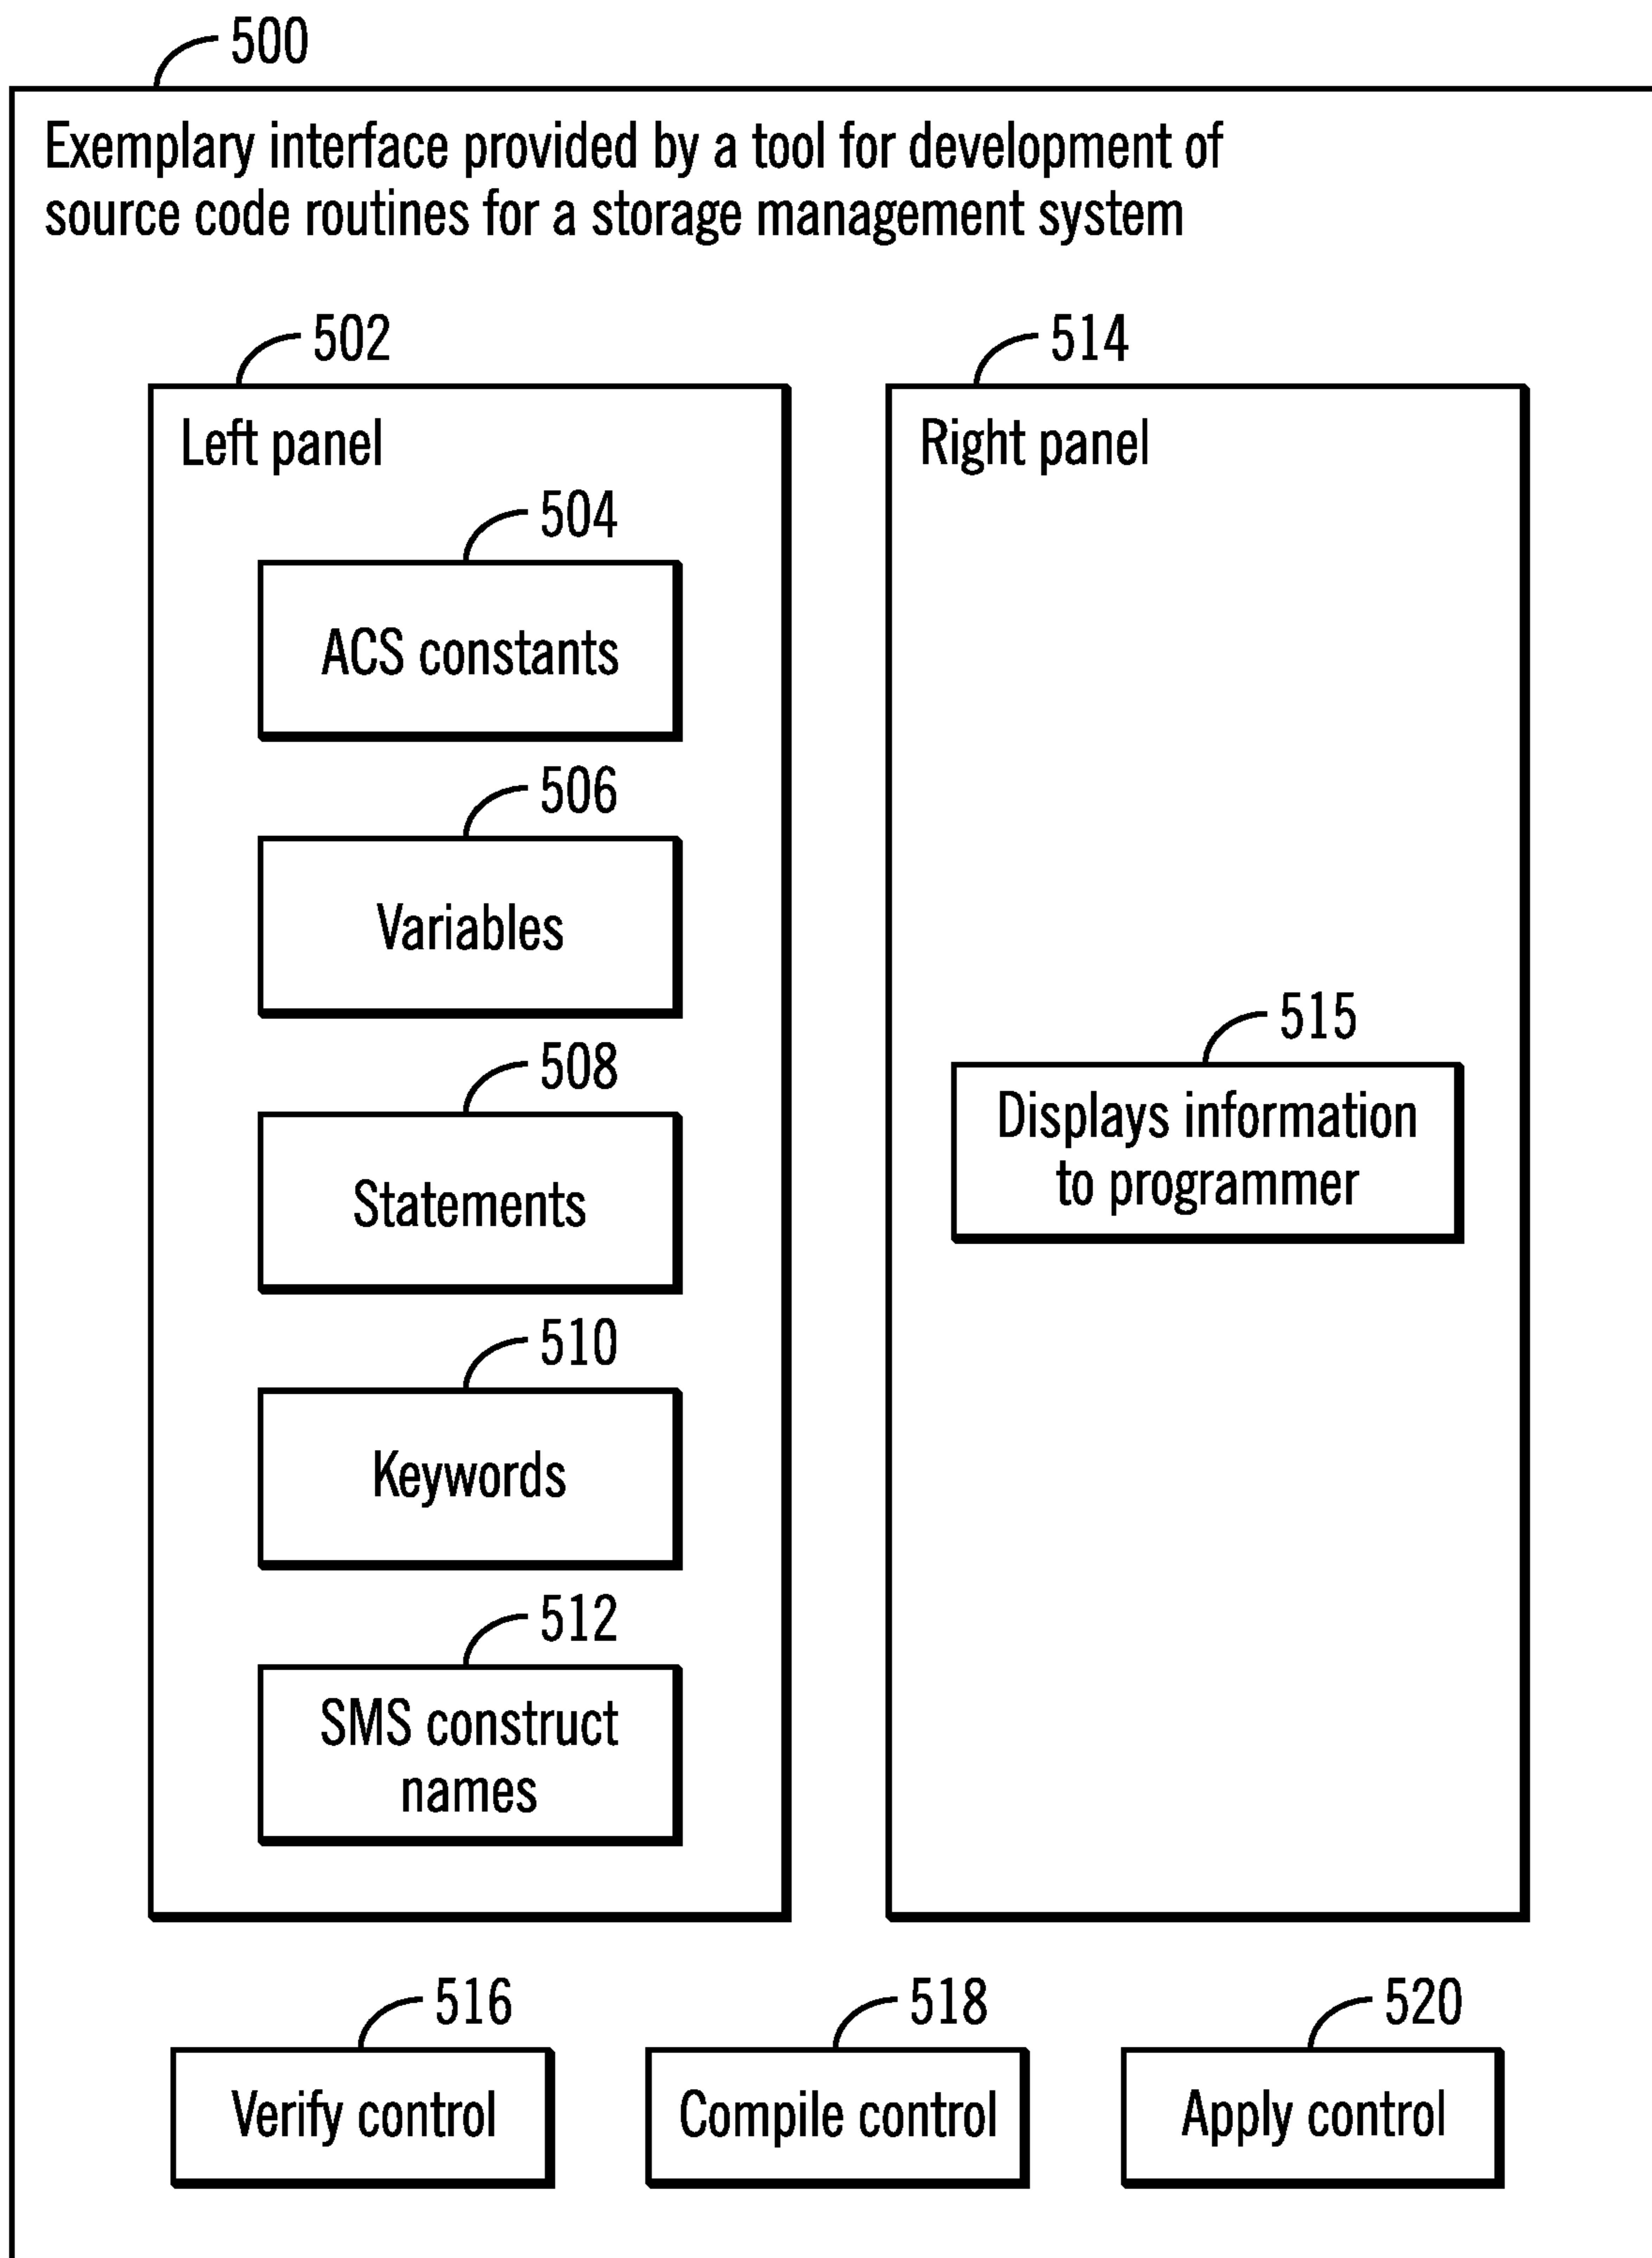 500
Exemplary interface provided by a tool for development of
source code routines for a storage management system
502
Left panel
504
ACS constants
506
Variables
508
Statements
510
Keywords
512
SMS construct
names
514
Right panel
515
Displays information
to programmer
516
Verify control
518
Compile control
520
Apply control